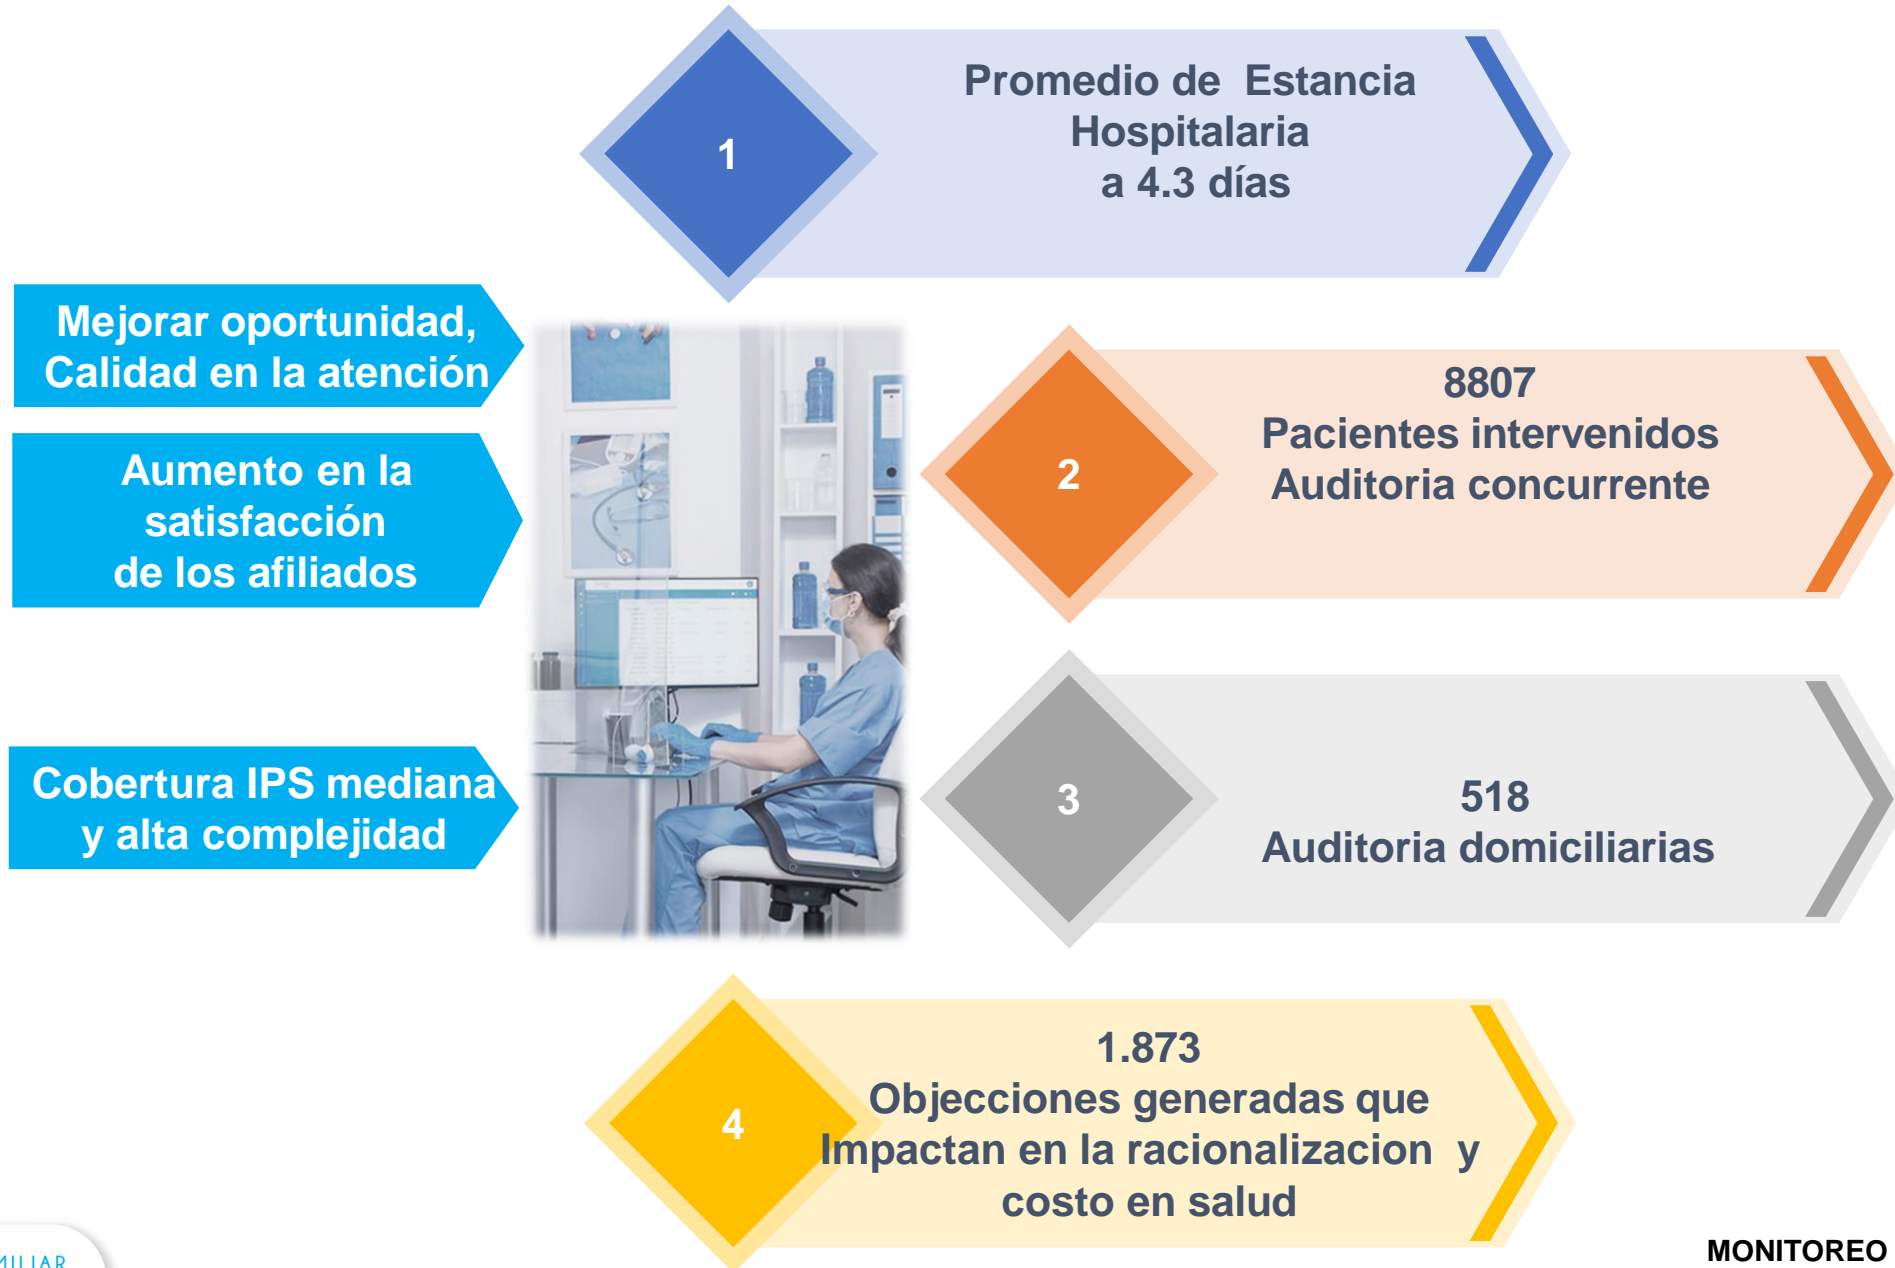 1
Promedio de Estancia
Hospitalaria
a 4.3 días
Mejorar oportunidad,
Calidad en la atención
Aumento en la
satisfacción
de los afiliados
Cobertura IPS mediana
y alta complejidad
2
8807
Pacientes intervenidos
Auditoria concurrente
3
518
Auditoria domiciliarias
4
1.873
Objecciones generadas que
Impactan en la racionalizacion y
costo en salud
MONITOREO